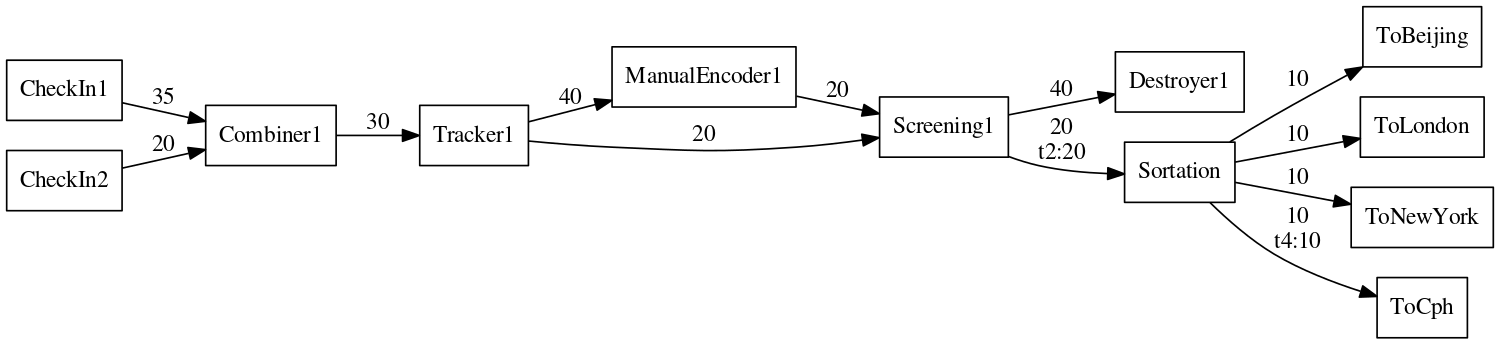 CheckIn1
35
CheckIn2
20
Combiner1
30
Tracker1
40
20
ManualEncoder1
20
Screening1
40
20
t2:20
Destroyer1
Sortation
10
10
10
10
t4:10
ToBeijing
ToLondon
ToNewYork
ToCph